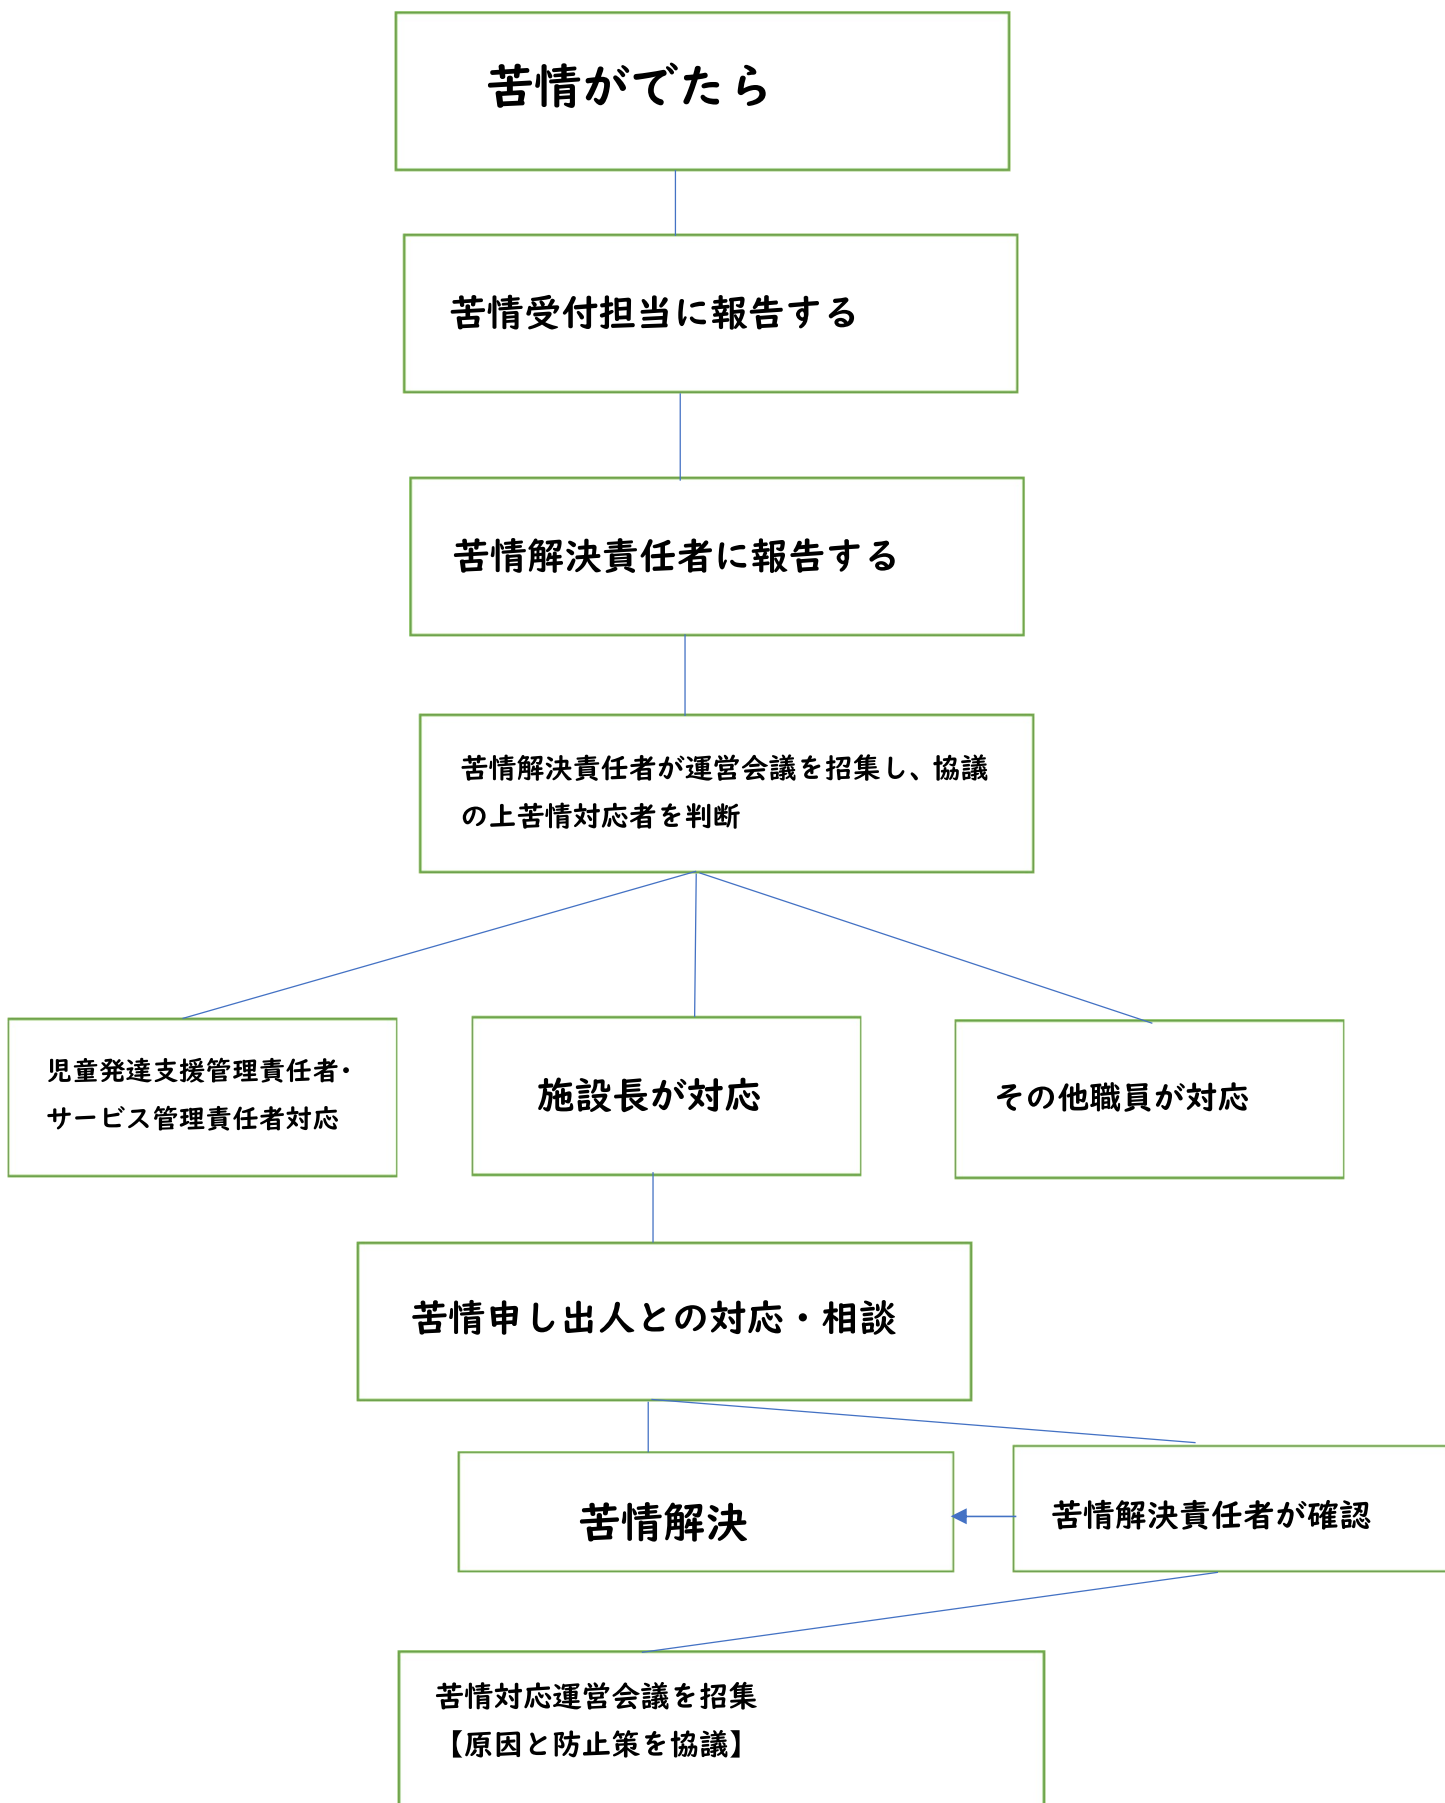 苦情がでたら
苦情受付担当に報告する
苦情解決責任者に報告する
苦情解決責任者が運営会議を招集し、協議
の上苦情対応者を判断
児童発達支援管理責任者・
サービス管理責任者対応
施設長が対応
その他職員が対応
苦情申し出人との対応・相談
苦情解決
苦情解決責任者が確認
苦情対応運営会議を招集
【原因と防止策を協議】